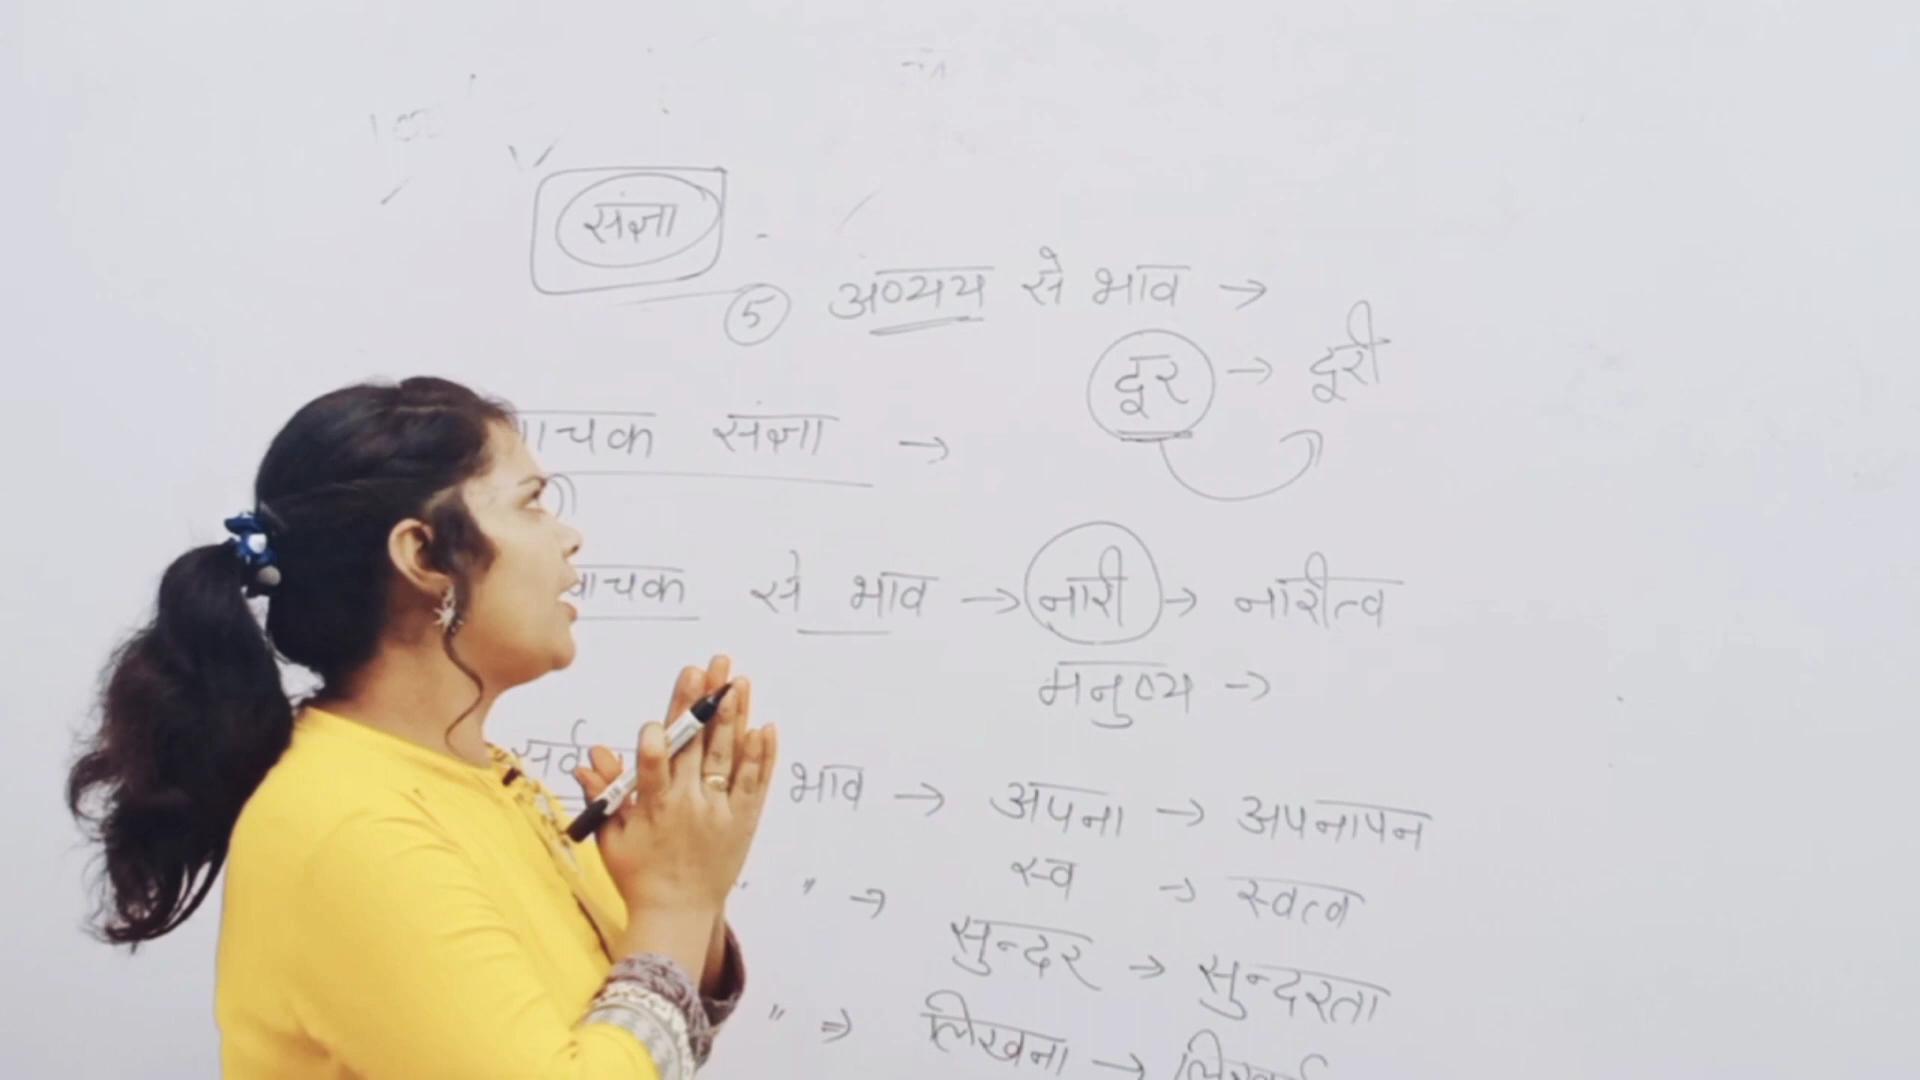 संज्ञा
5 अव्यय से भाव →
दूर → दूरी
वाचक संज्ञा →
वाचक से भाव → नारी → नारीत्व
मनुष्य →
सर्व भाव → अपना → अपनापन
स्व → स्वत्व
" " → सुन्दर → सुन्दरता
" ⇒ लिखना →